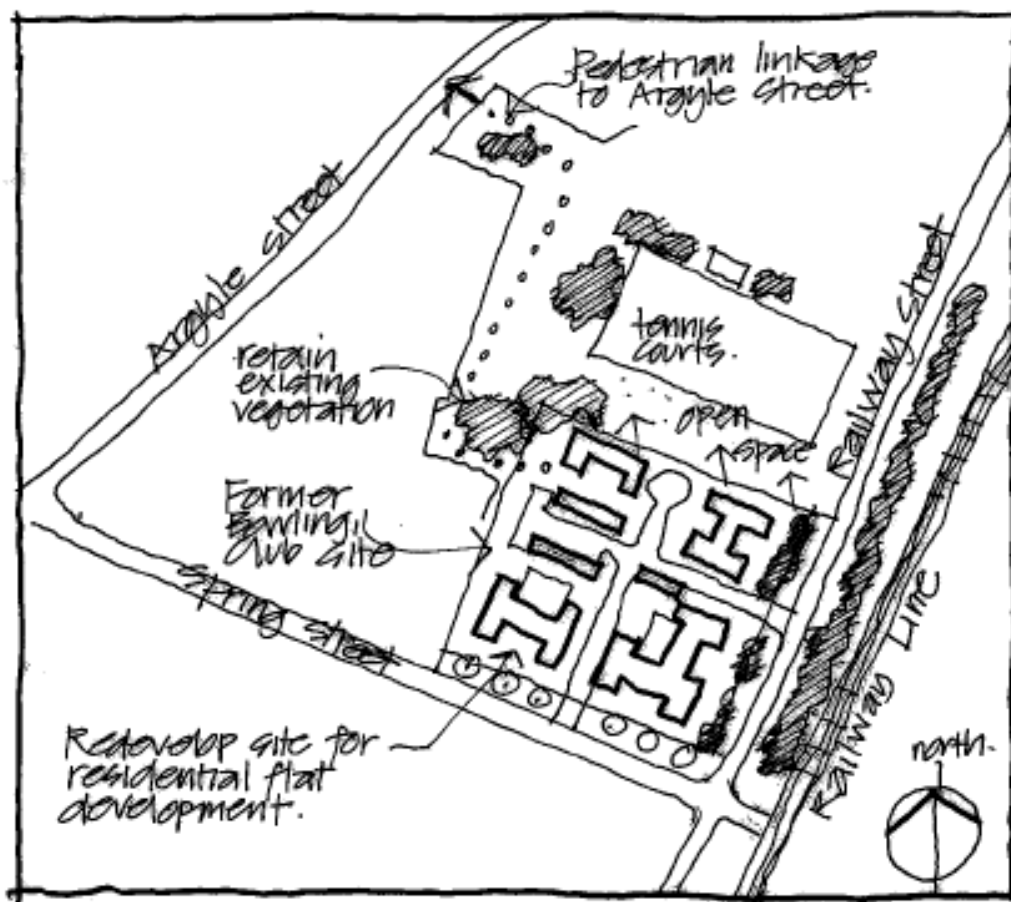 Pedestrian linkage
to Argyle Street.
Argyle Street
Railway Street
tennis
courts.
retain
existing
vegetation
open
space
Former
Bowling
Club site
Spring Street
Railway Line
Redevelop site for
residential flat
development.
north.